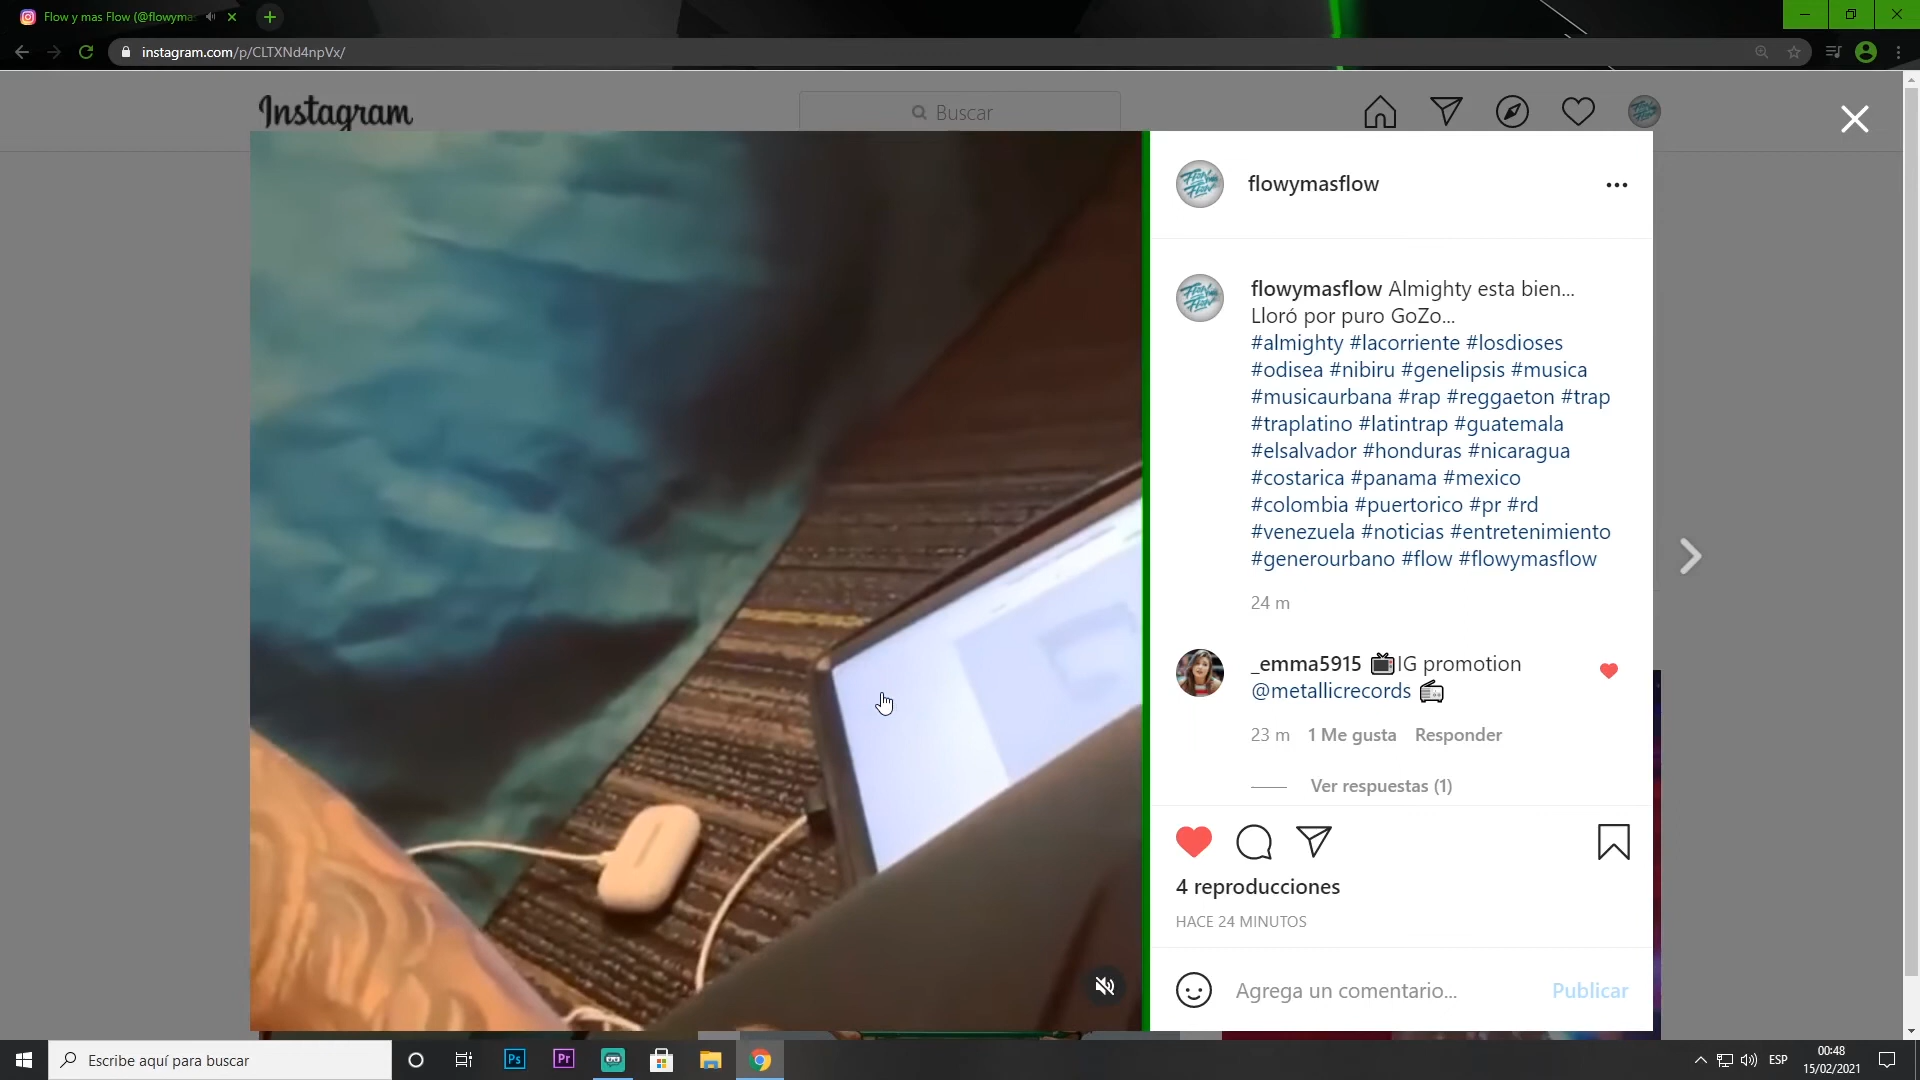 Flow y mas Flow (@flowyma
instagram.com/p/CLTXNd4npVx/
Instagram
Buscar
flowymasflow
flowymasflow Almighty esta bien...
Lloró por puro GoZo...
#almighty #lacorriente #losdioses
#odisea #nibiru #genelipsis #musica
#musicaurbana #rap #reggaeton #trap
#traplatino #latintrap #guatemala
#elsalvador #honduras #nicaragua
#costarica #panama #mexico
#colombia #puertorico #pr #rd
#venezuela #noticias #entretenimiento
#generourbano #flow #flowymasflow
24 m
_emma5915 📺IG promotion
@metallicrecords 📻
23 m 1 Me gusta Responder
Ver respuestas (1)
4 reproducciones
HACE 24 MINUTOS
Agrega un comentario... Publicar
Escribe aquí para buscar
Ps
Pr
ESP
00:48
15/02/2021